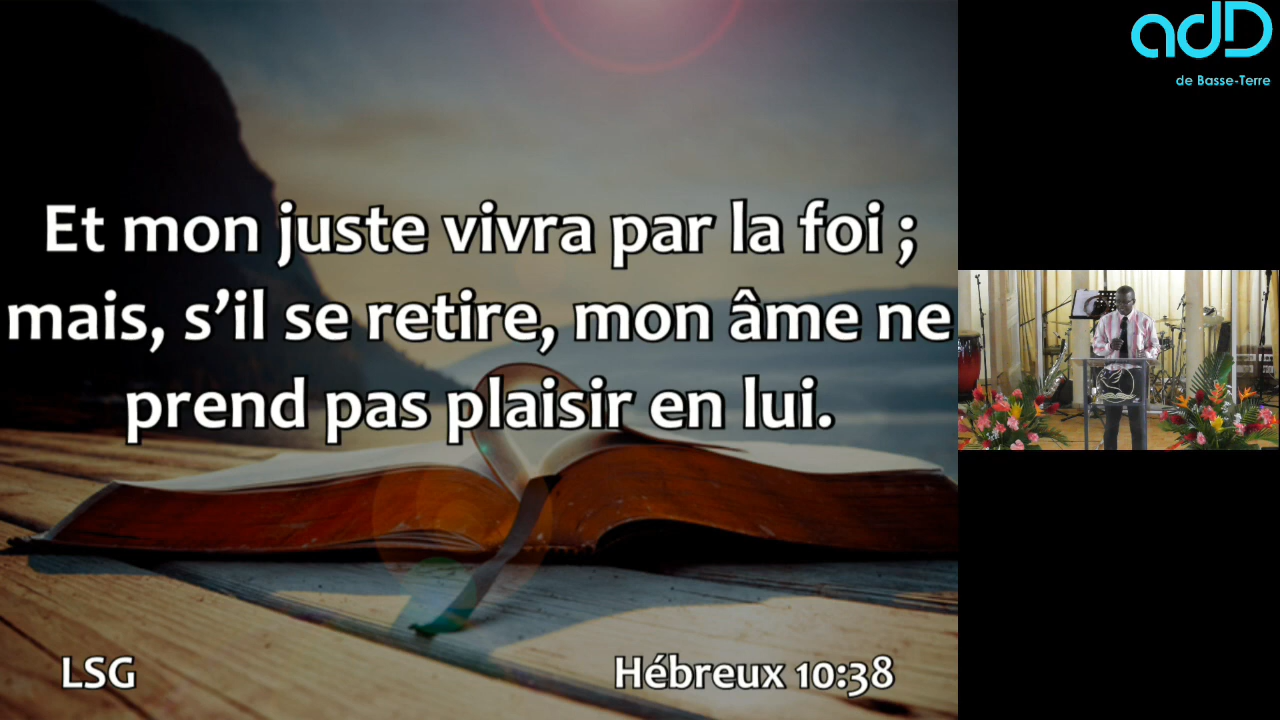 Et mon juste vivra par la foi ;
mais, s’il se retire, mon âme ne
prend pas plaisir en lui.
LSG
Hébreux 10:38
adD
de Basse-Terre